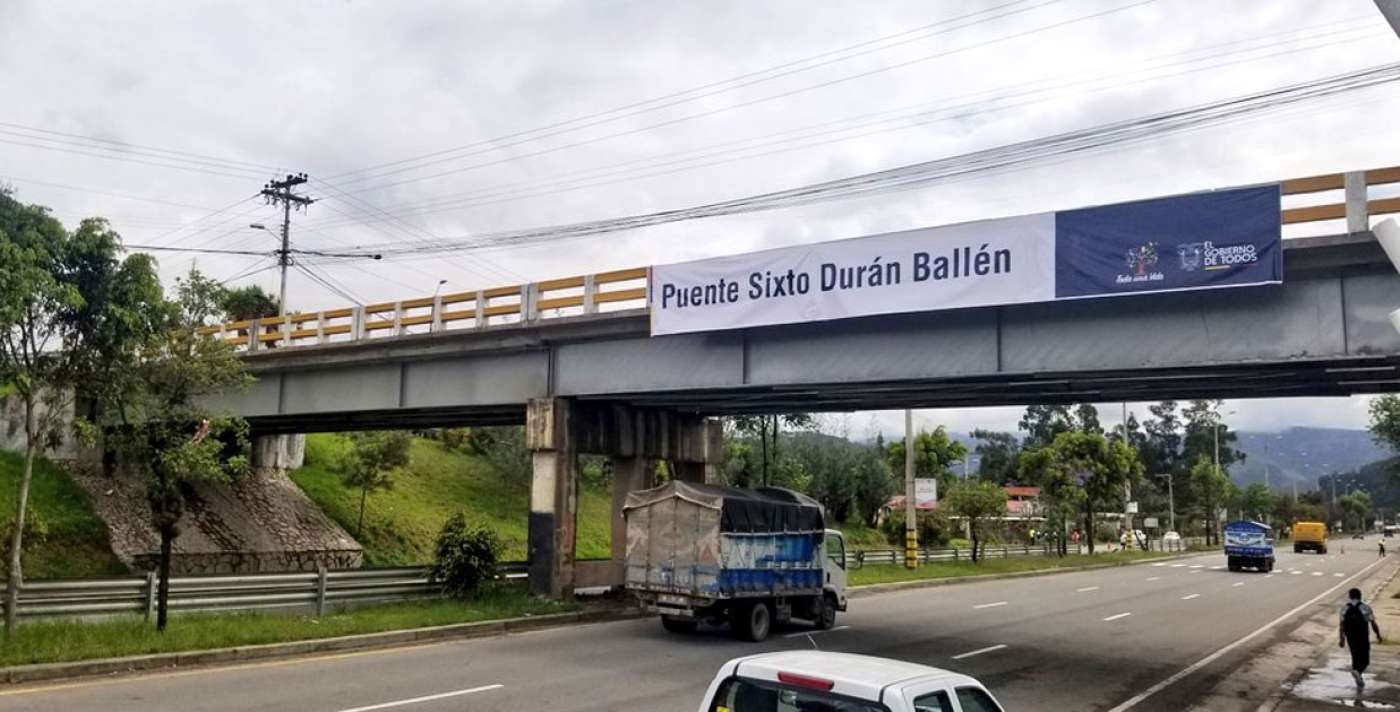 Puente Sixto Durán Ballén
Toda una Vida
EL
GOBIERNO
DE TODOS